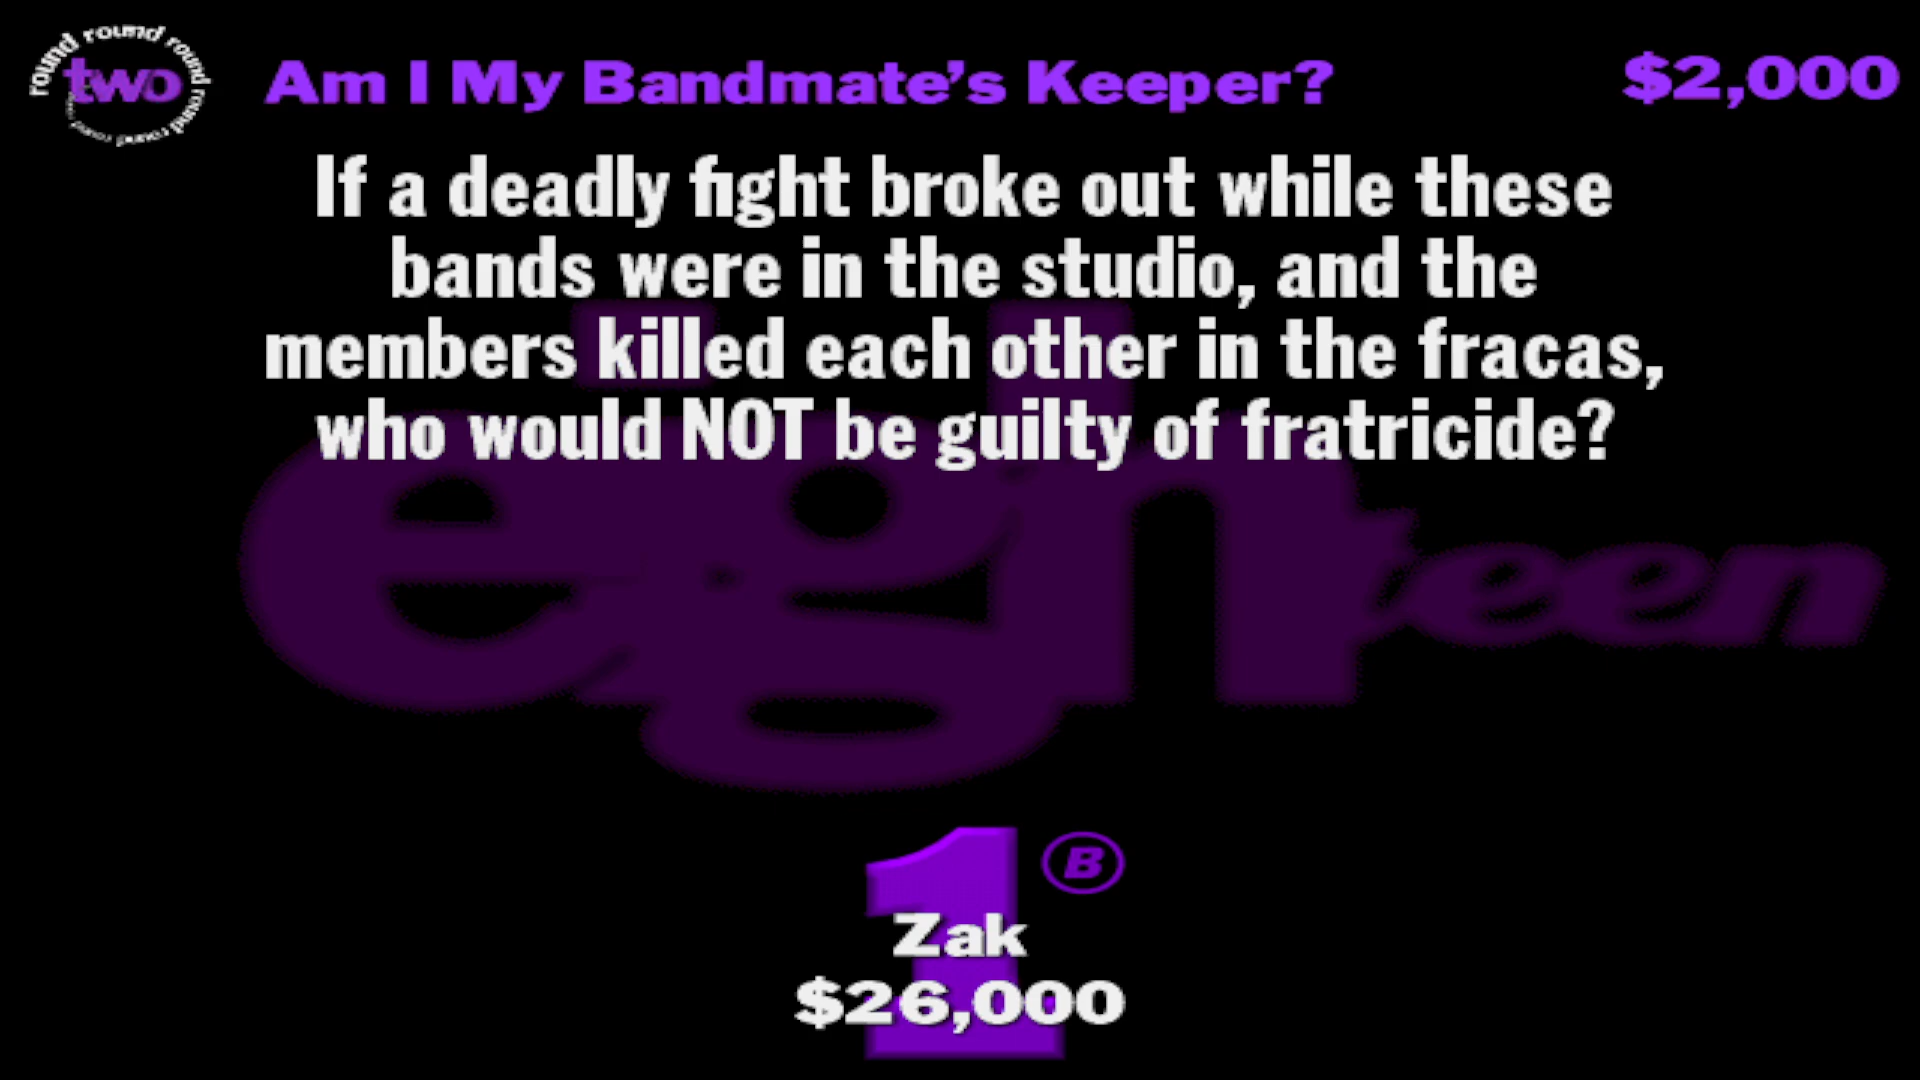 round round round round round round
two
Am I My Bandmate’s Keeper?
$2,000
If a deadly fight broke out while these
bands were in the studio, and the
members killed each other in the fracas,
who would NOT be guilty of fratricide?
eighteen
1
B
Zak
$26,000